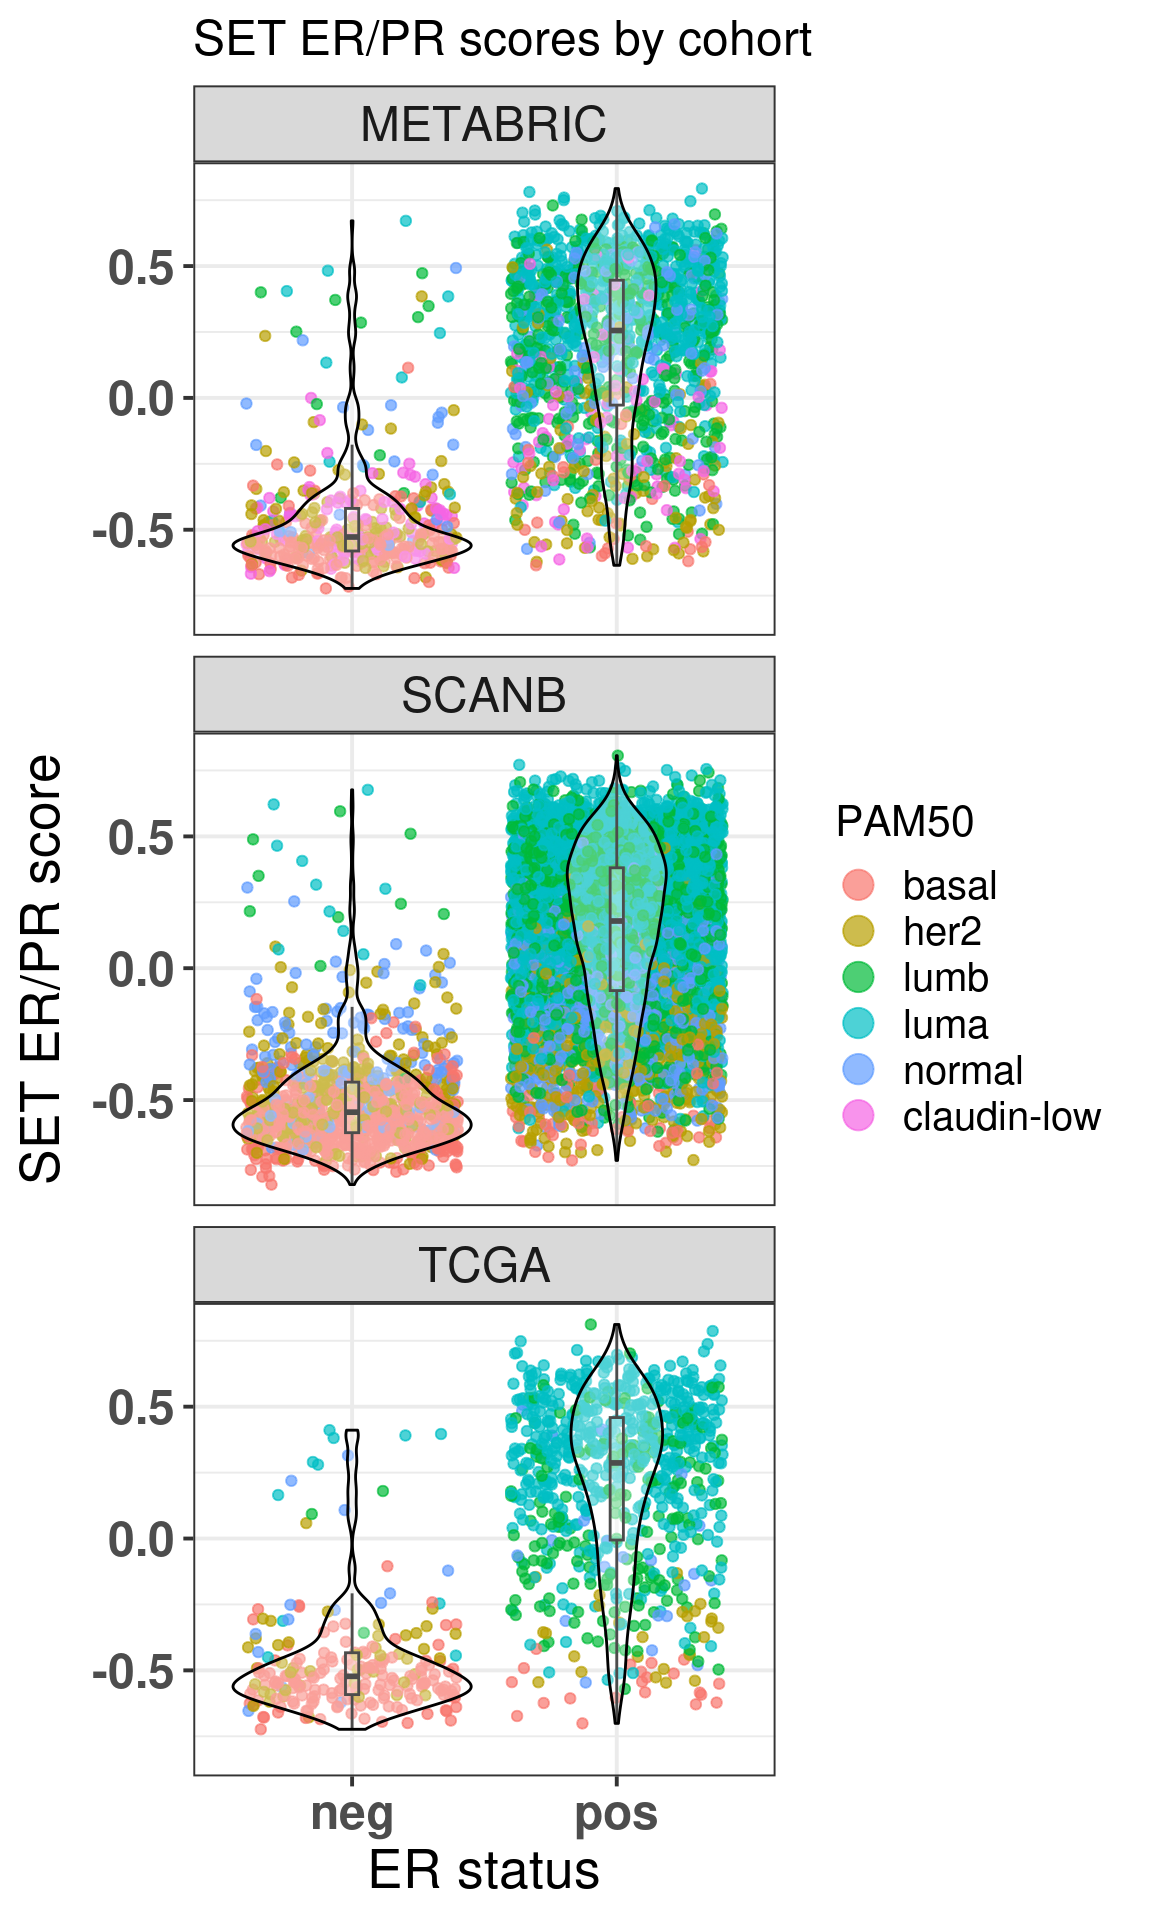 SET ER/PR scores by cohort
METABRIC
0.5
0.0
-0.5
SCANB
0.5
0.0
-0.5
TCGA
0.5
0.0
-0.5
neg pos
ER status
SET ER/PR score
PAM50
basal
her2
lumb
luma
normal
claudin-low